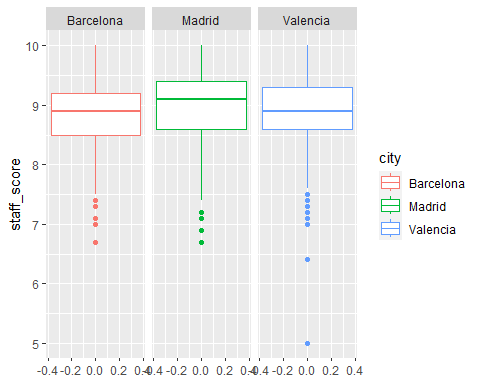 Barcelona Madrid Valencia
10
9
8
7
6
5
staff_score
city
Barcelona
Madrid
Valencia
-0.4 -0.2 0.0 0.2 0.4 -0.4 -0.2 0.0 0.2 0.4 -0.4 -0.2 0.0 0.2 0.4